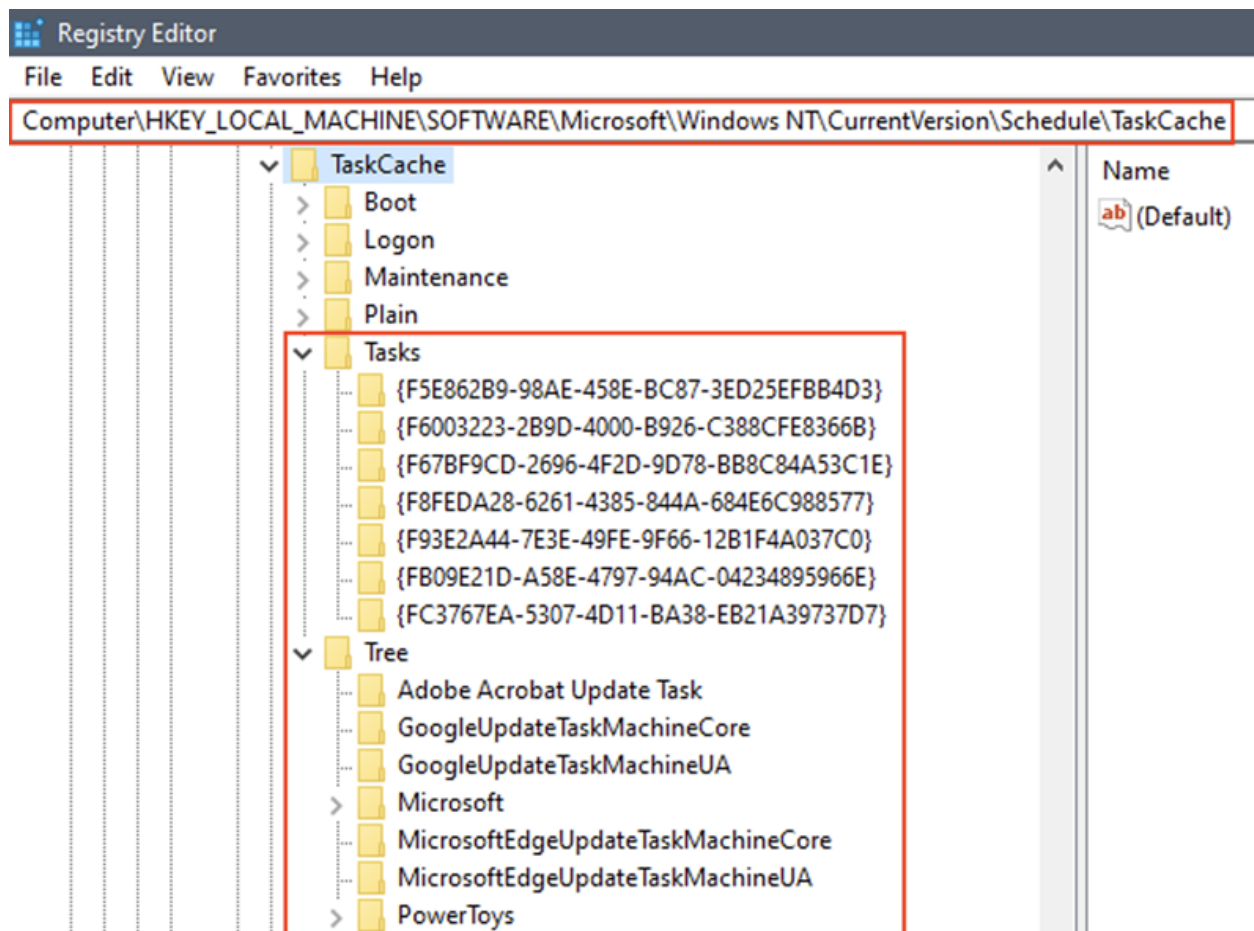 Registry Editor
File Edit View Favorites Help
Computer\HKEY_LOCAL_MACHINE\SOFTWARE\Microsoft\Windows NT\CurrentVersion\Schedule\TaskCache
TaskCache
Boot
Logon
Maintenance
Plain
Tasks
{F5E862B9-98AE-458E-BC87-3ED25EFBB4D3}
{F6003223-2B9D-4000-B926-C388CFE8366B}
{F67BF9CD-2696-4F2D-9D78-BB8C84A53C1E}
{F8FEDA28-6261-4385-844A-684E6C988577}
{F93E2A44-7E3E-49FE-9F66-12B1F4A037C0}
{FB09E21D-A58E-4797-94AC-04234895966E}
{FC3767EA-5307-4D11-BA38-EB21A39737D7}
Tree
Adobe Acrobat Update Task
GoogleUpdateTaskMachineCore
GoogleUpdateTaskMachineUA
Microsoft
MicrosoftEdgeUpdateTaskMachineCore
MicrosoftEdgeUpdateTaskMachineUA
PowerToys
Name
ab (Default)